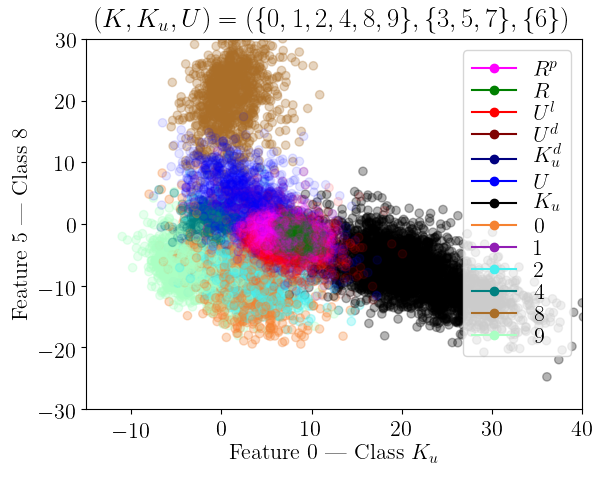 (K, K_u, U) = ({0, 1, 2, 4, 8, 9}, {3, 5, 7}, {6})
30
20
10
0
−10
−20
−30
Feature 5 — Class 8
R^p
R
U^l
U^d
K_u^d
U
K_u
0
1
2
4
8
9
−10
0
10
20
30
40
Feature 0 — Class K_u